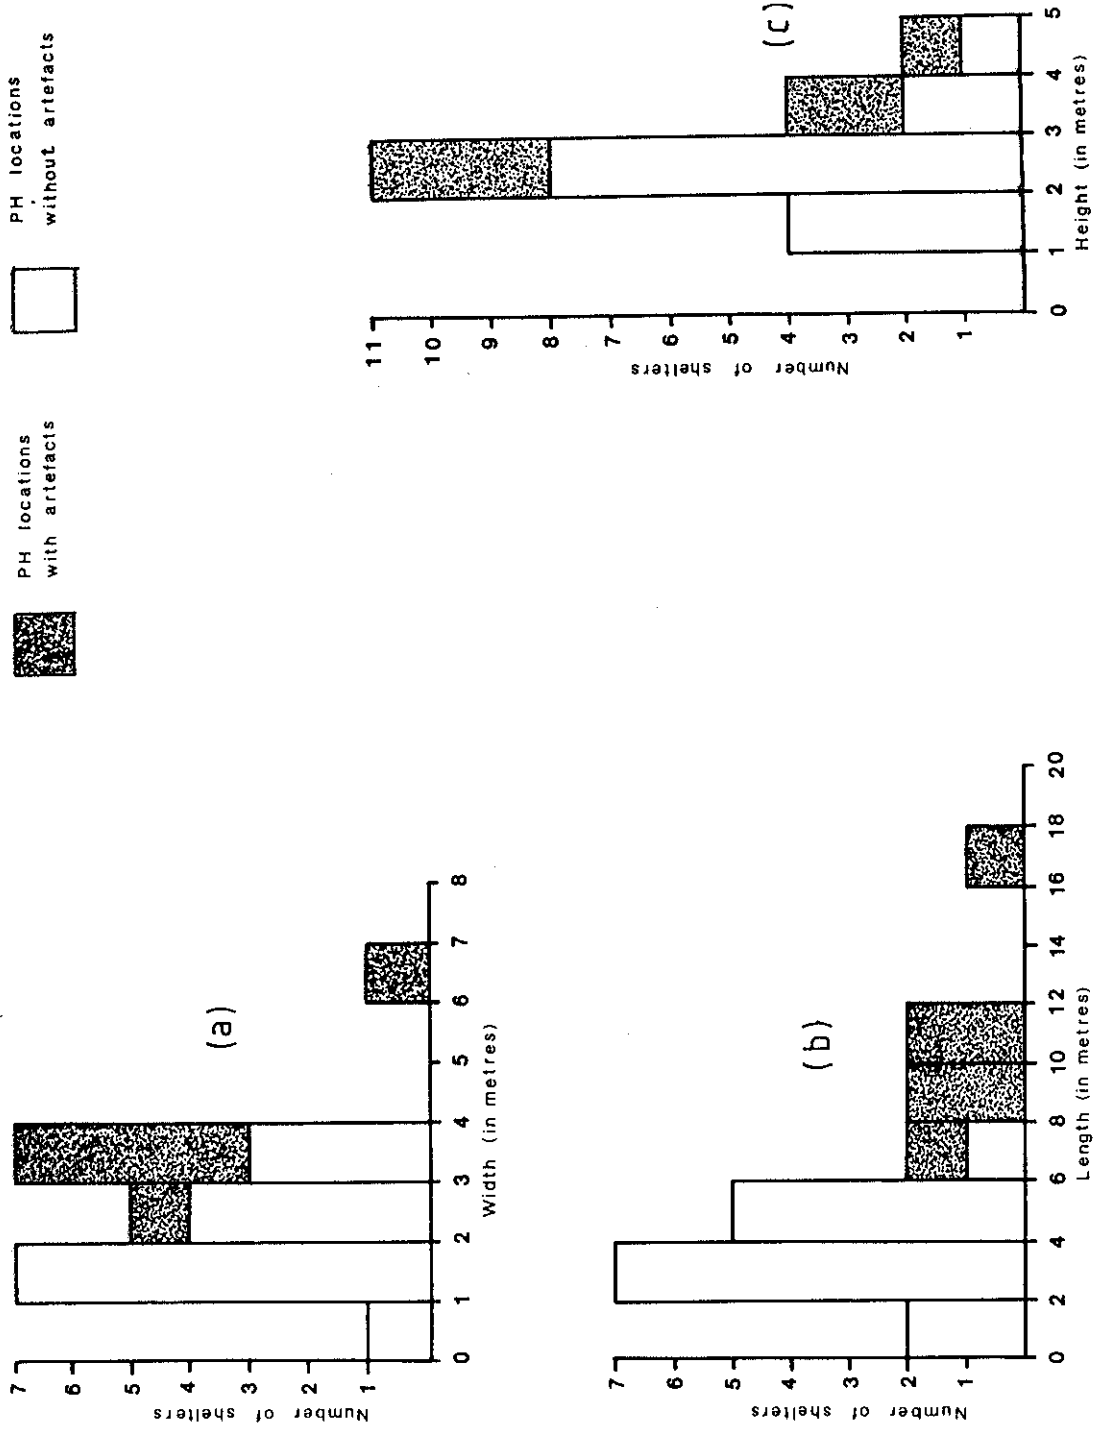 PH locations
with artefacts
PH locations
without artefacts
7
6
5
4
3
2
1
Number of shelters
0 1 2 3 4 5 6 7 8
Width (in metres)
(a)
7
6
5
4
3
2
1
Number of shelters
0 2 4 6 8 10 12 14 16 18 20
Length (in metres)
(b)
11
10
9
8
7
6
5
4
3
2
1
Number of shelters
0 1 2 3 4 5
Height (in metres)
(c)